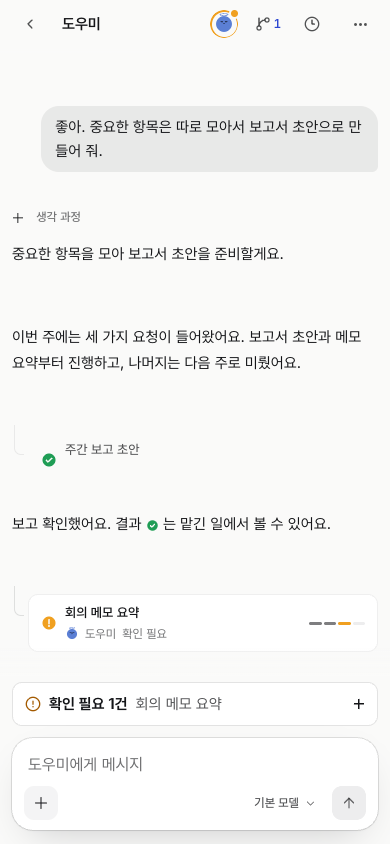 도우미
1
좋아. 중요한 항목은 따로 모아서 보고서 초안으로 만
들어 줘.
생각 과정
중요한 항목을 모아 보고서 초안을 준비할게요.
이번 주에는 세 가지 요청이 들어왔어요. 보고서 초안과 메모
요약부터 진행하고, 나머지는 다음 주로 미뤘어요.
주간 보고 초안
보고 확인했어요. 결과 는 맡긴 일에서 볼 수 있어요.
회의 메모 요약
도우미 확인 필요
확인 필요 1건 회의 메모 요약
도우미에게 메시지
기본 모델